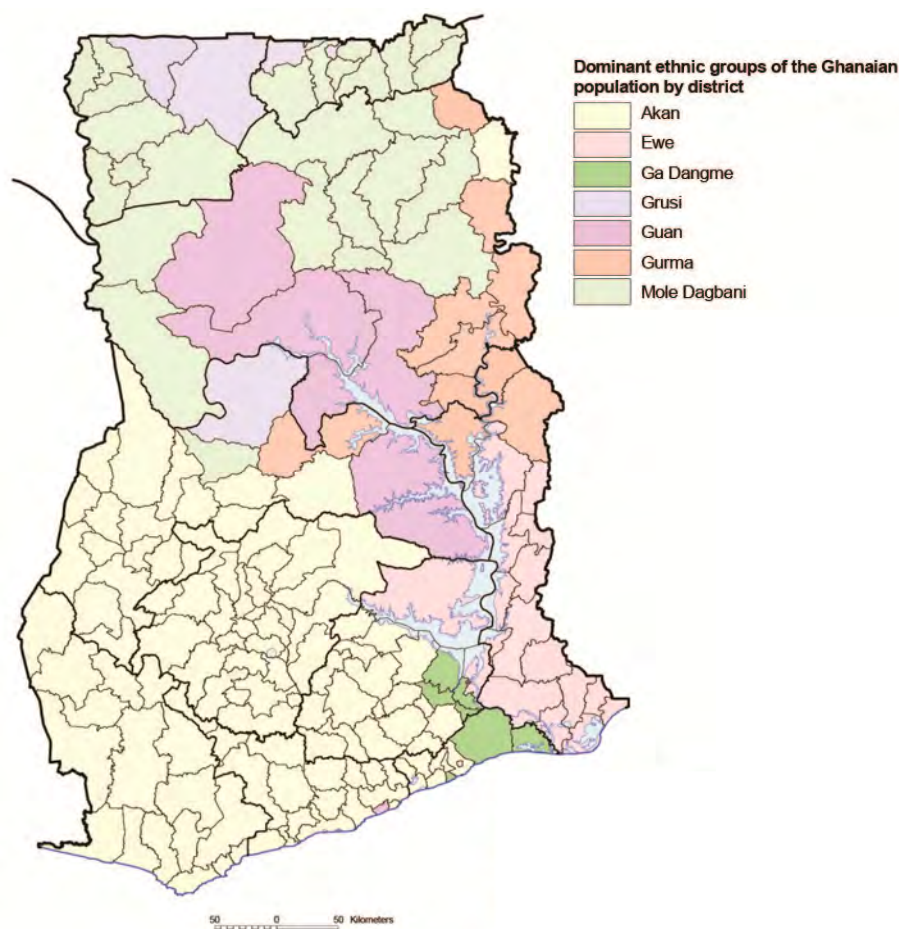 Dominant ethnic groups of the Ghanaian
population by district
Akan
Ewe
Ga Dangme
Grusi
Guan
Gurma
Mole Dagbani
50 0 50 Kilometers